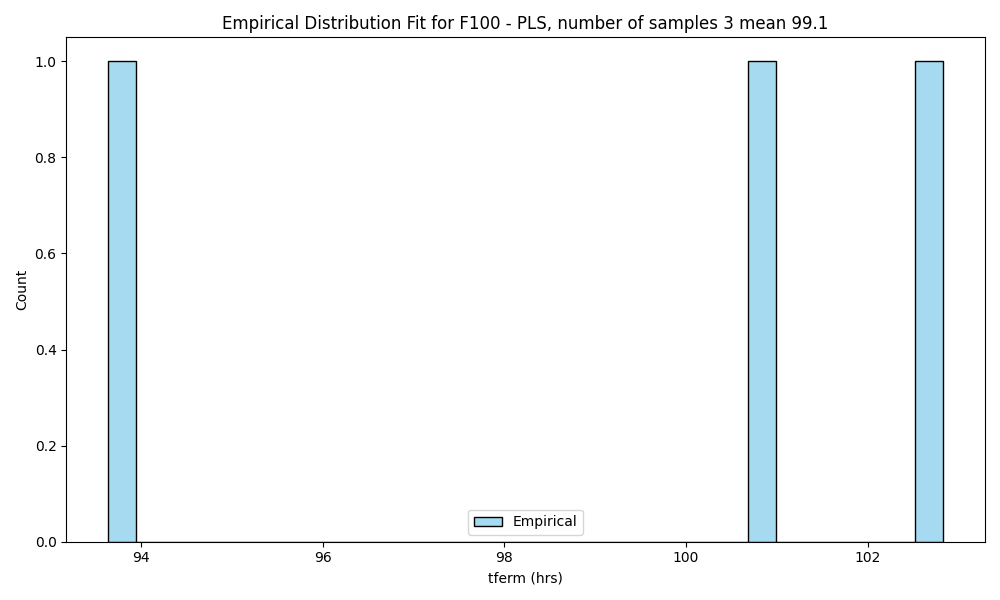 Empirical Distribution Fit for F100 - PLS, number of samples 3 mean 99.1
1.0
0.8
0.6
0.4
0.2
0.0
Count
Empirical
94 96 98 100 102
tferm (hrs)